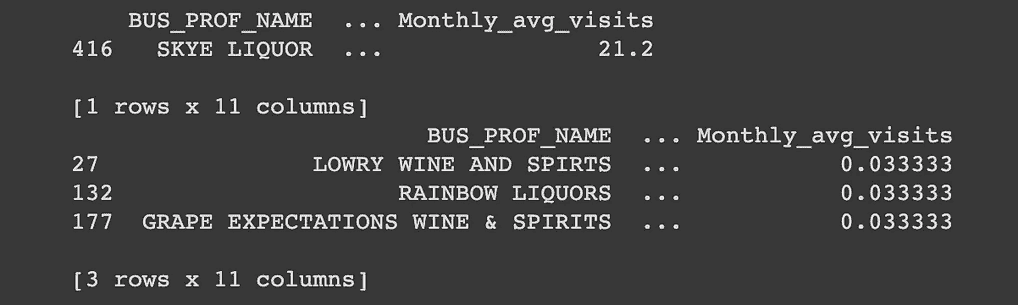 BUS_PROF_NAME ... Monthly_avg_visits
416 SKYE LIQUOR ... 21.2
[1 rows x 11 columns]
BUS_PROF_NAME ... Monthly_avg_visits
27 LOWRY WINE AND SPIRTS ... 0.033333
132 RAINBOW LIQUORS ... 0.033333
177 GRAPE EXPECTATIONS WINE & SPIRITS ... 0.033333
[3 rows x 11 columns]